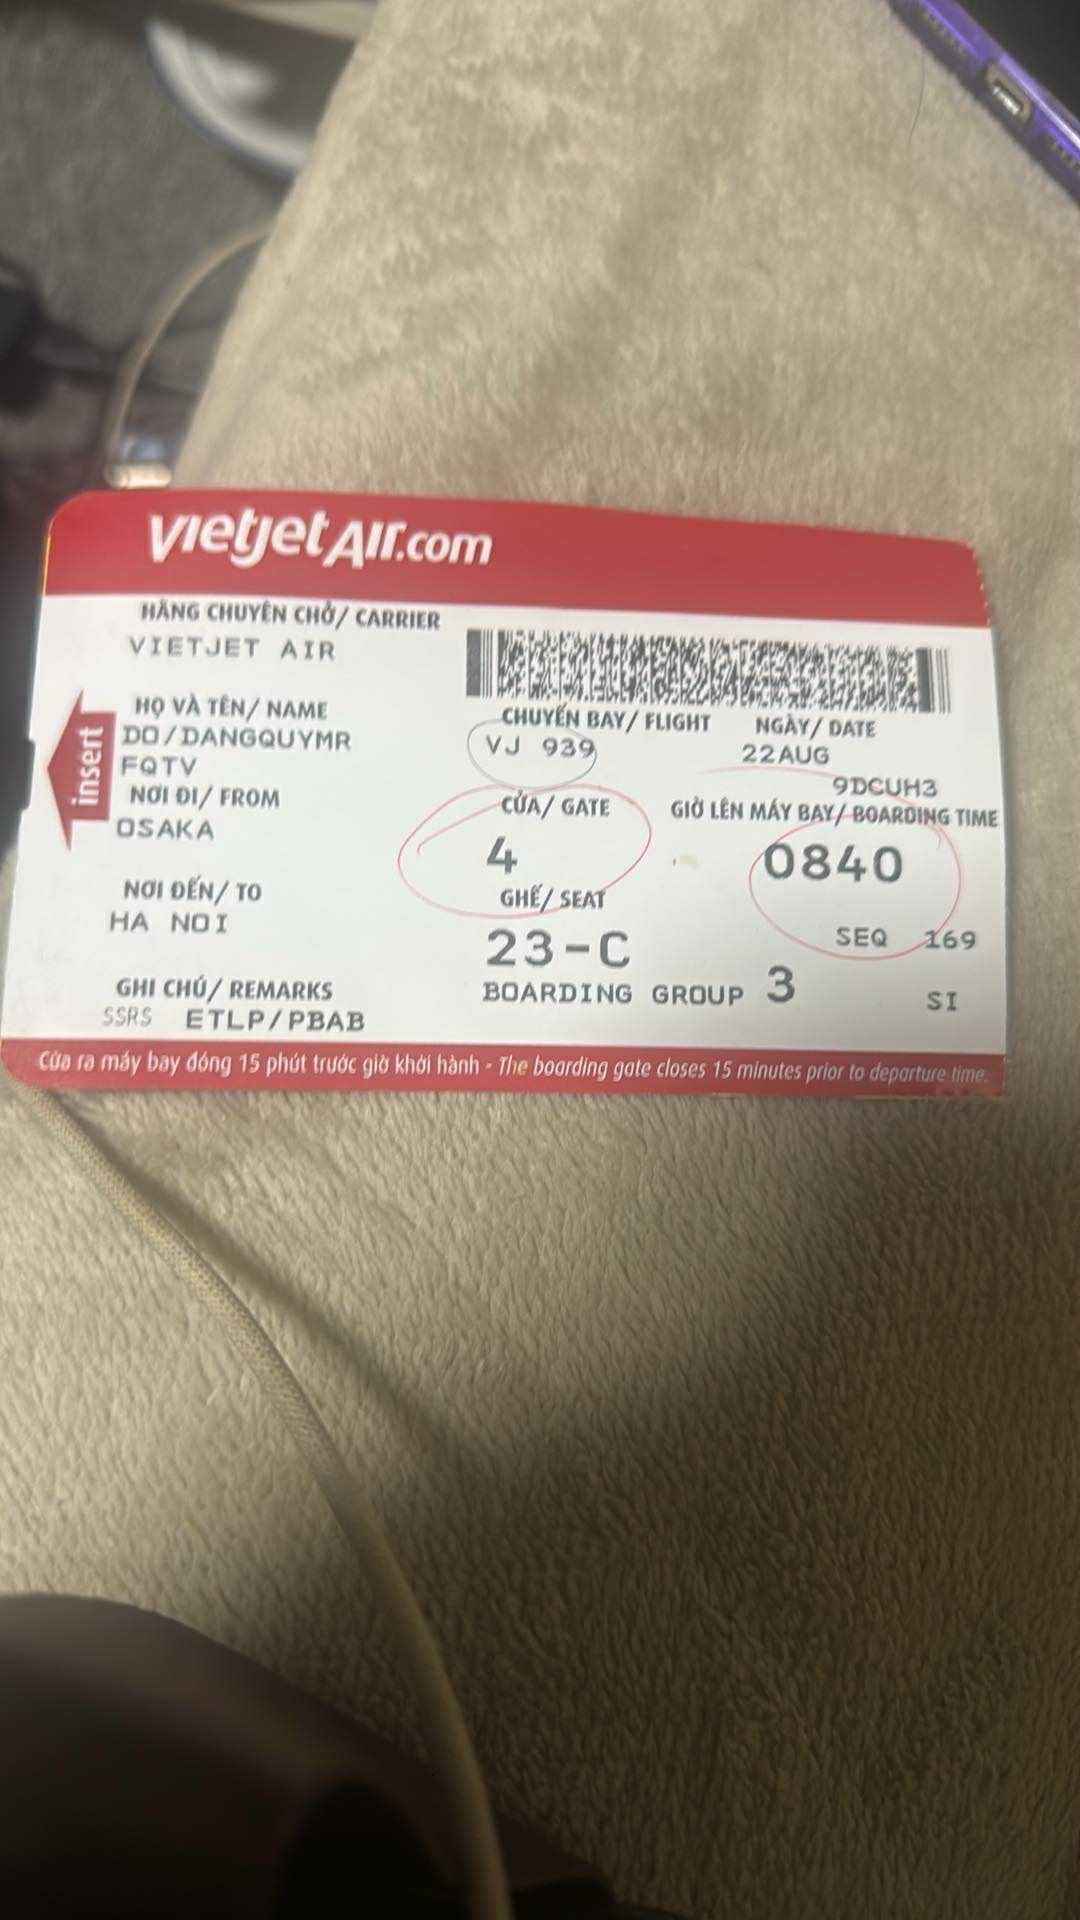 vietjetAir.com
HÃNG CHUYÊN CHỞ/ CARRIER
VIETJET AIR
HỌ VÀ TÊN/ NAME
DO/DANGQUYMR
FQTV
NƠI ĐI/ FROM
OSAKA
NƠI ĐẾN/ TO
HA NOI
GHI CHÚ/ REMARKS
SSRS ETLP/PBAB
insert
CHUYẾN BAY/ FLIGHT NGÀY/ DATE
VJ 939 22AUG
9DCUH3
CỬA/ GATE GIỜ LÊN MÁY BAY/ BOARDING TIME
4 0840
GHẾ/ SEAT
23-C SEQ 169
BOARDING GROUP 3 SI
Cửa ra máy bay đóng 15 phút trước giờ khởi hành - The boarding gate closes 15 minutes prior to departure time.